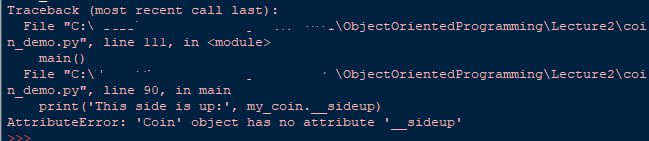 Traceback (most recent call last):
File "C:\ \ObjectOrientedProgramming\Lecture2\coi
n_demo.py", line 111, in <module>
main()
File "C:\ \ObjectOrientedProgramming\Lecture2\coi
n_demo.py", line 90, in main
print('This side is up:', my_coin.__sideup)
AttributeError: 'Coin' object has no attribute '__sideup'
>>>